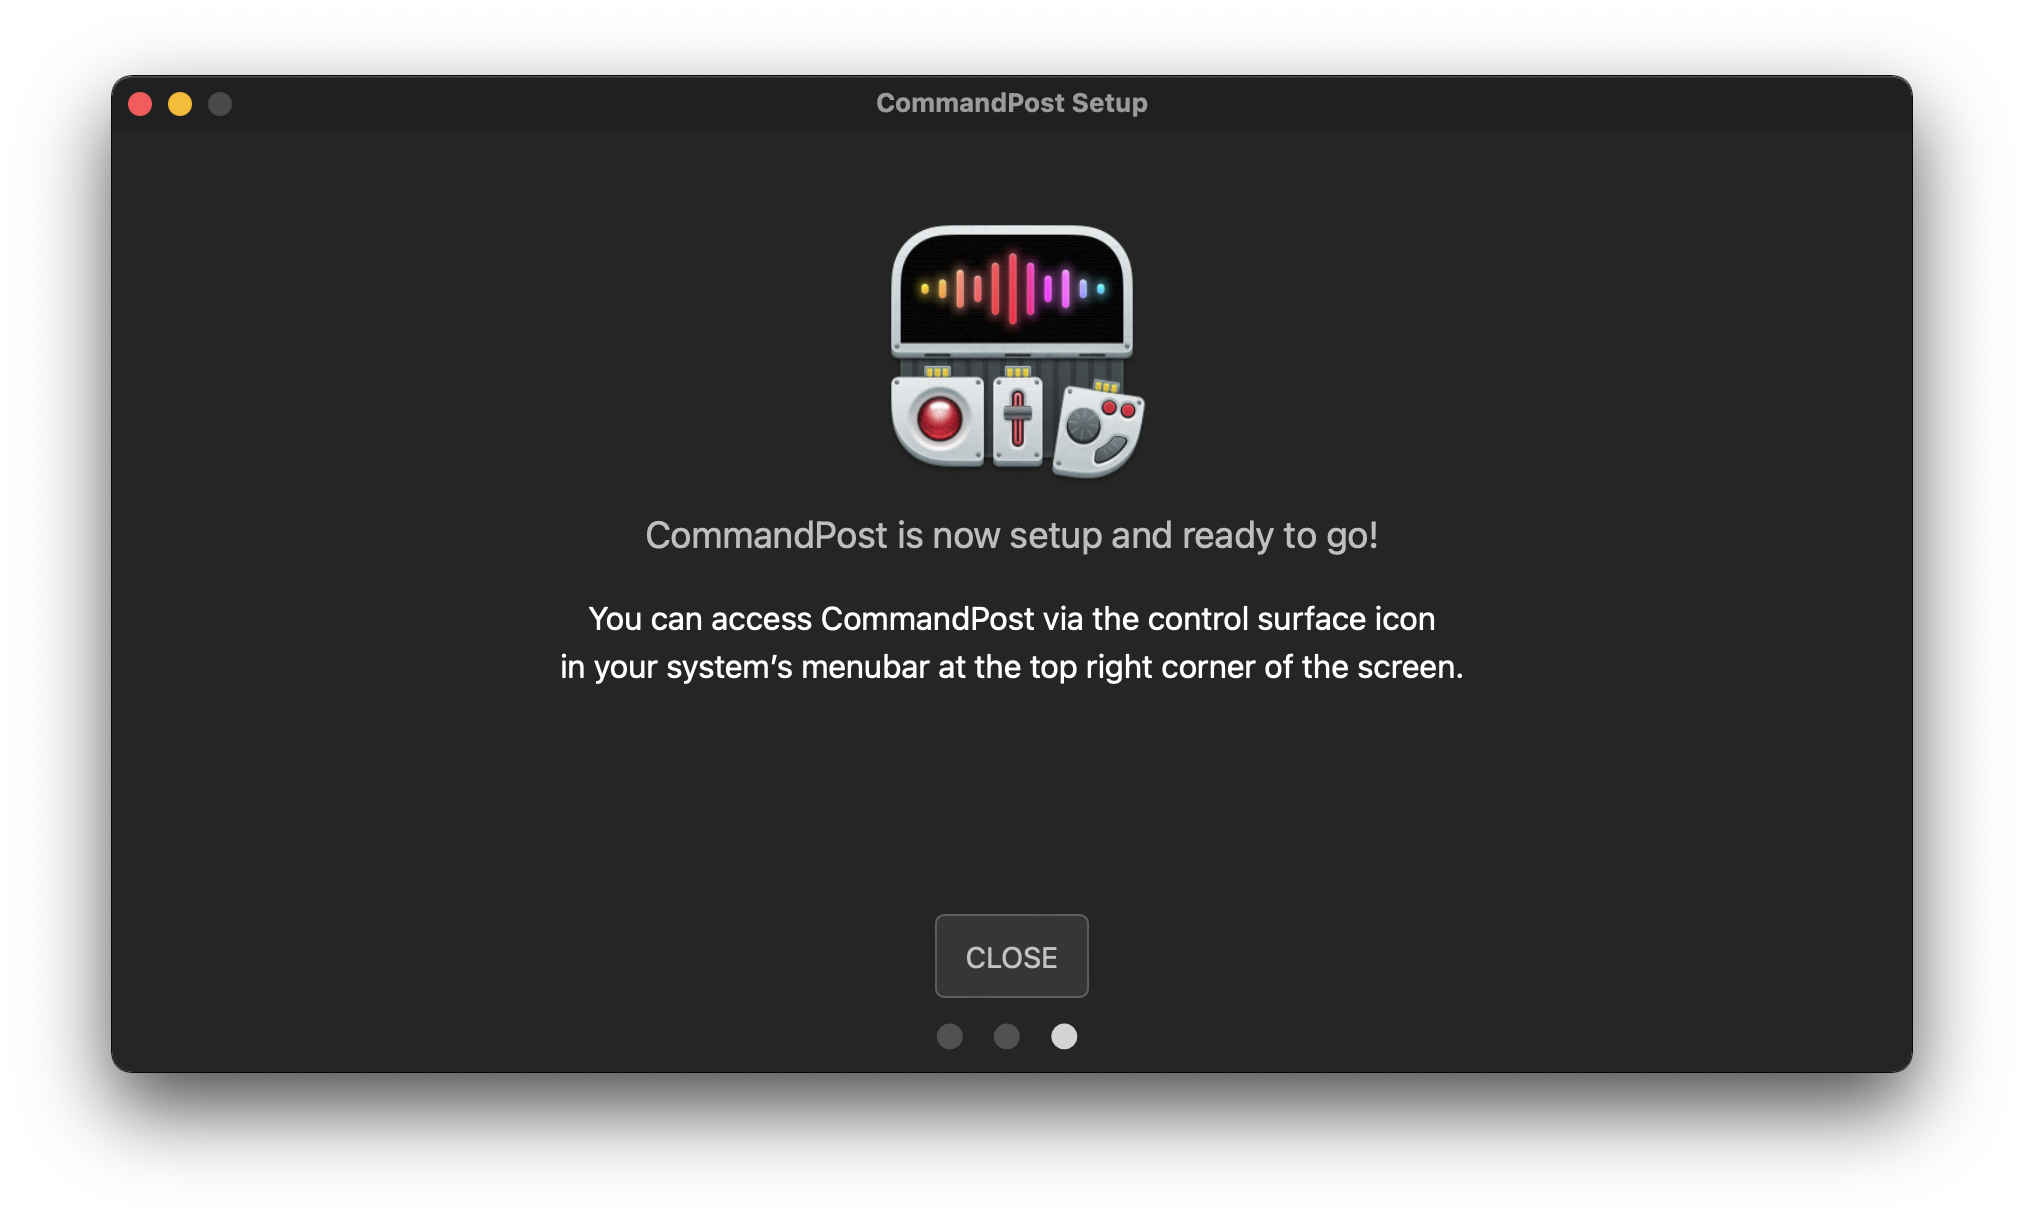 CommandPost Setup
CommandPost is now setup and ready to go!
You can access CommandPost via the control surface icon
in your system’s menubar at the top right corner of the screen.
CLOSE